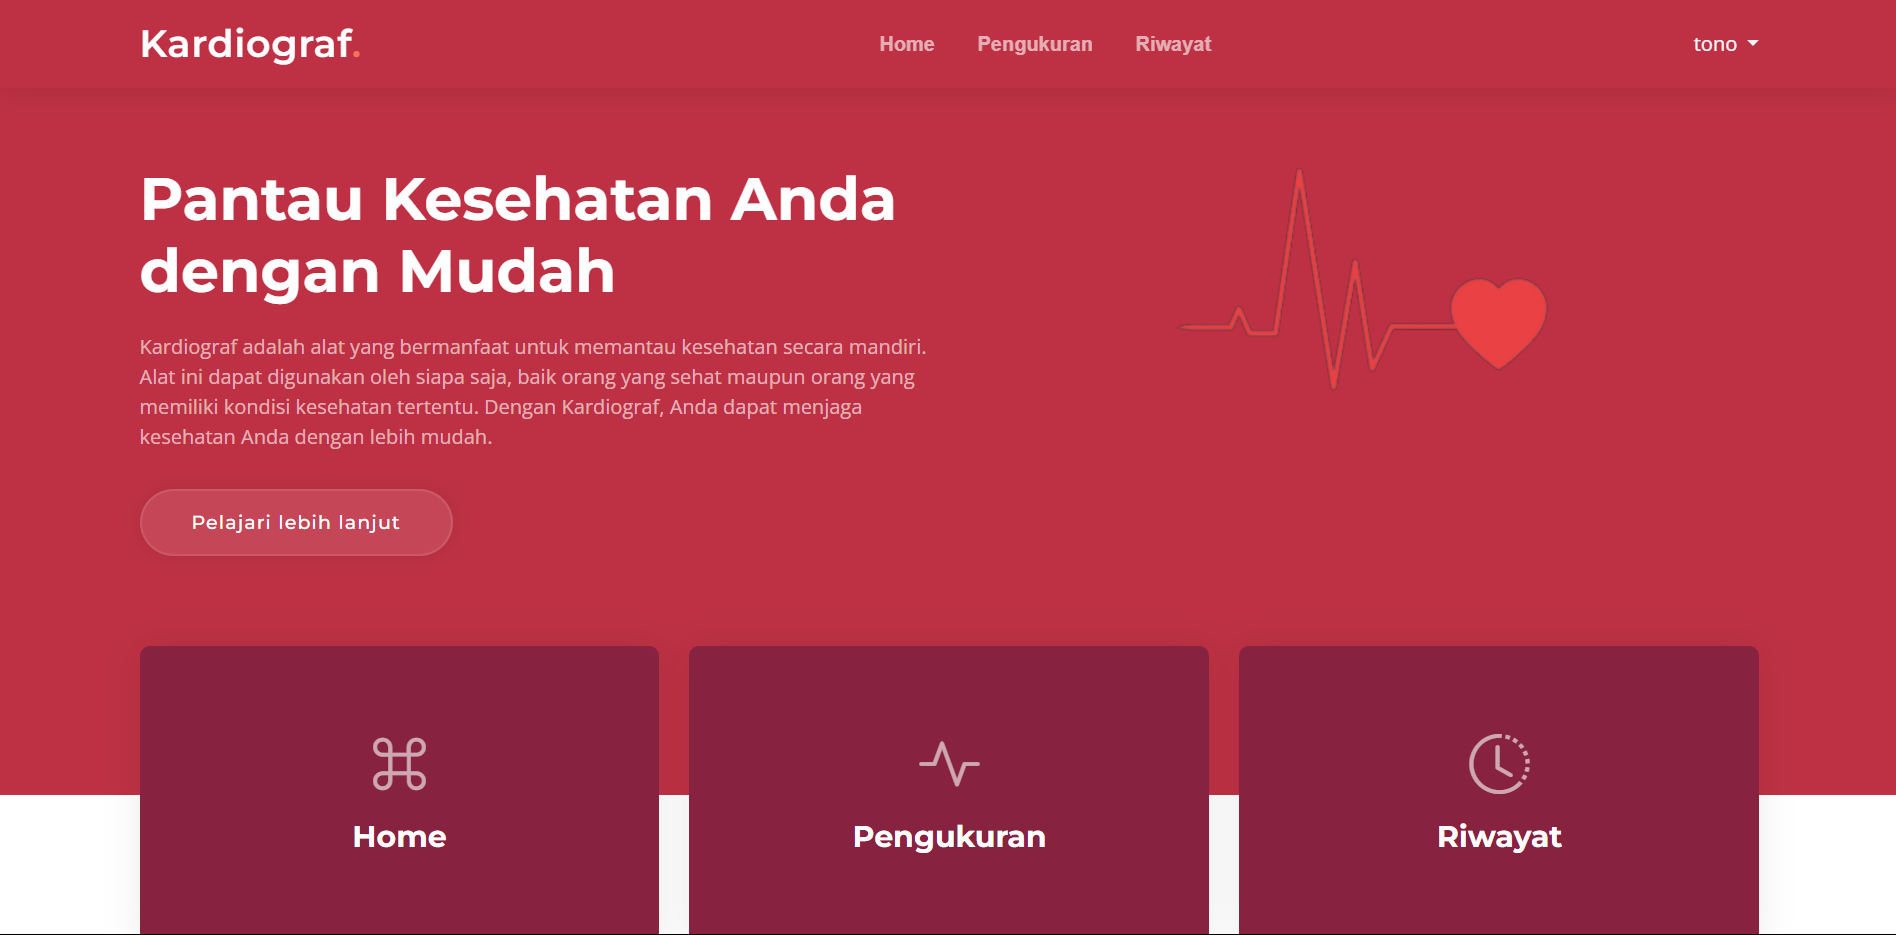 Kardiograf.
Home
Pengukuran
Riwayat
tono
Pantau Kesehatan Anda
dengan Mudah
Kardiograf adalah alat yang bermanfaat untuk memantau kesehatan secara mandiri.
Alat ini dapat digunakan oleh siapa saja, baik orang yang sehat maupun orang yang
memiliki kondisi kesehatan tertentu. Dengan Kardiograf, Anda dapat menjaga
kesehatan Anda dengan lebih mudah.
Pelajari lebih lanjut
Home
Pengukuran
Riwayat